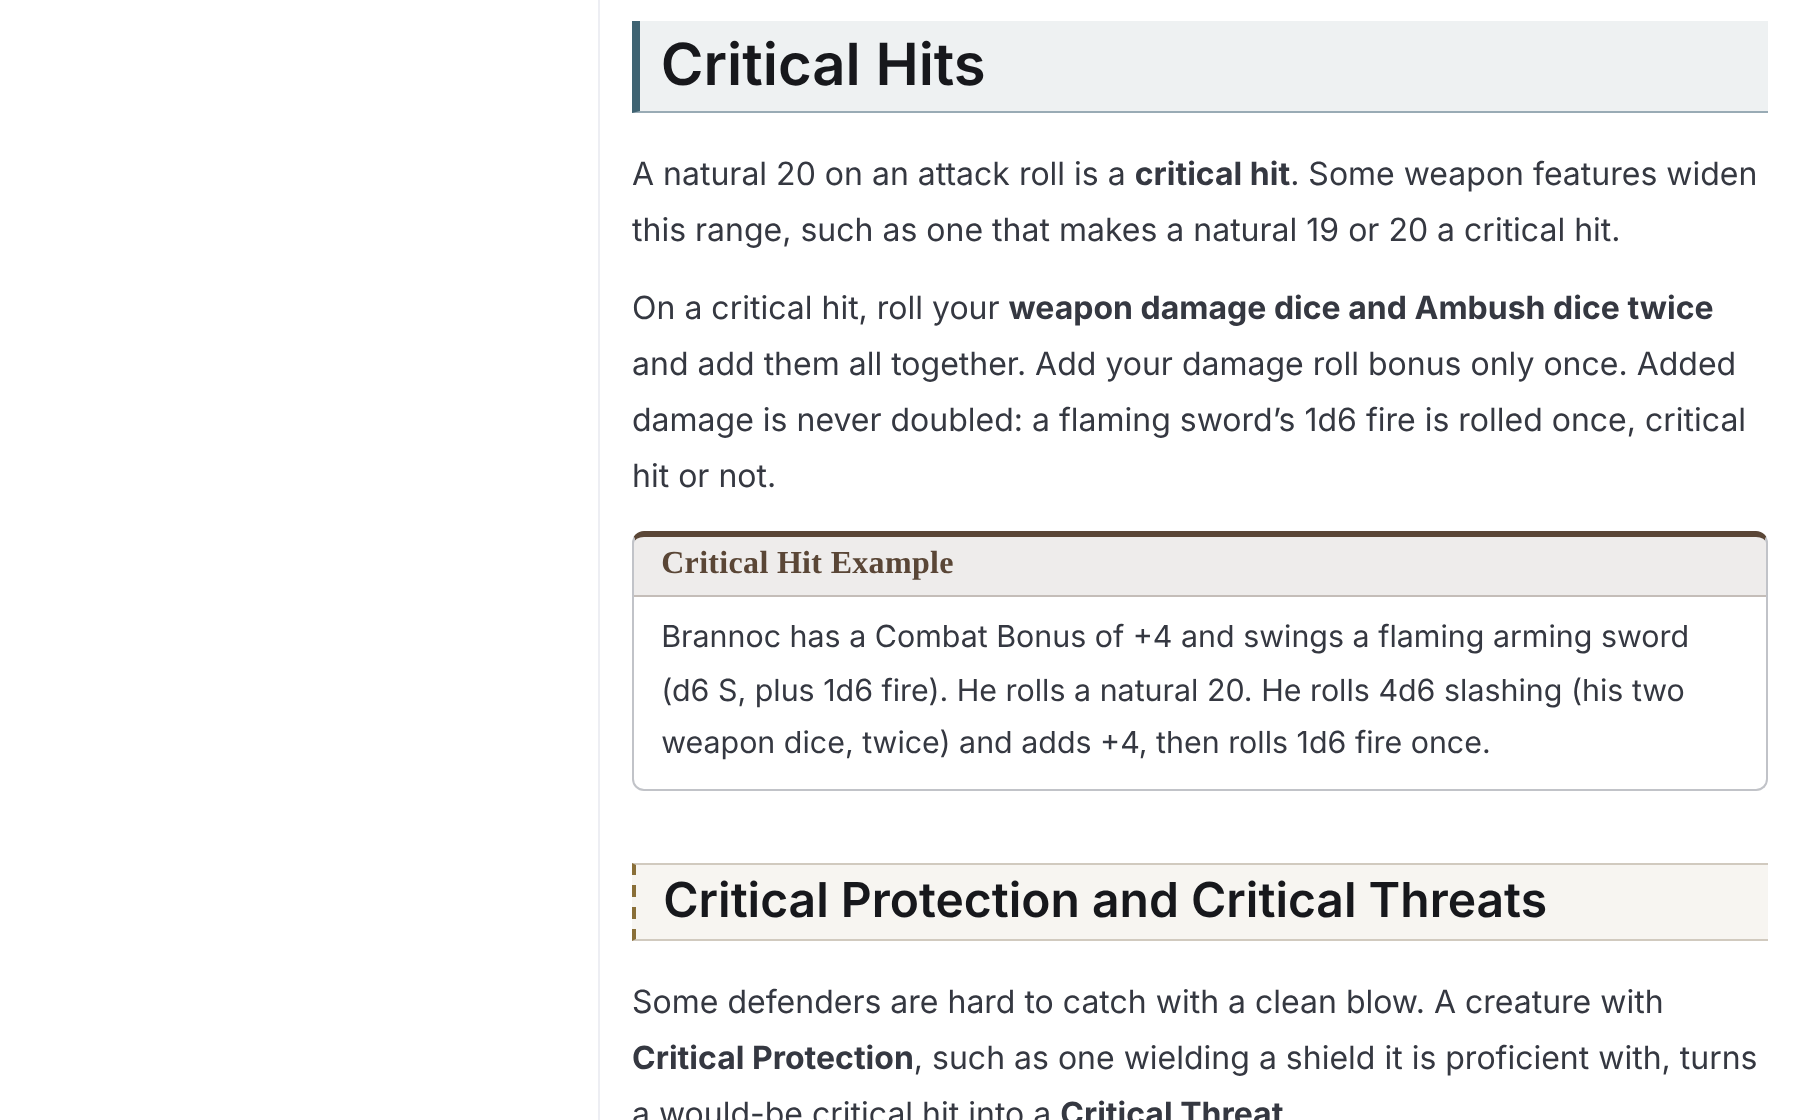 Critical Hits
A natural 20 on an attack roll is a critical hit. Some weapon features widen
this range, such as one that makes a natural 19 or 20 a critical hit.
On a critical hit, roll your weapon damage dice and Ambush dice twice
and add them all together. Add your damage roll bonus only once. Added
damage is never doubled: a flaming sword’s 1d6 fire is rolled once, critical
hit or not.
Critical Hit Example
Brannoc has a Combat Bonus of +4 and swings a flaming arming sword
(d6 S, plus 1d6 fire). He rolls a natural 20. He rolls 4d6 slashing (his two
weapon dice, twice) and adds +4, then rolls 1d6 fire once.
Critical Protection and Critical Threats
Some defenders are hard to catch with a clean blow. A creature with
Critical Protection, such as one wielding a shield it is proficient with, turns
a would-be critical hit into a Critical Threat.